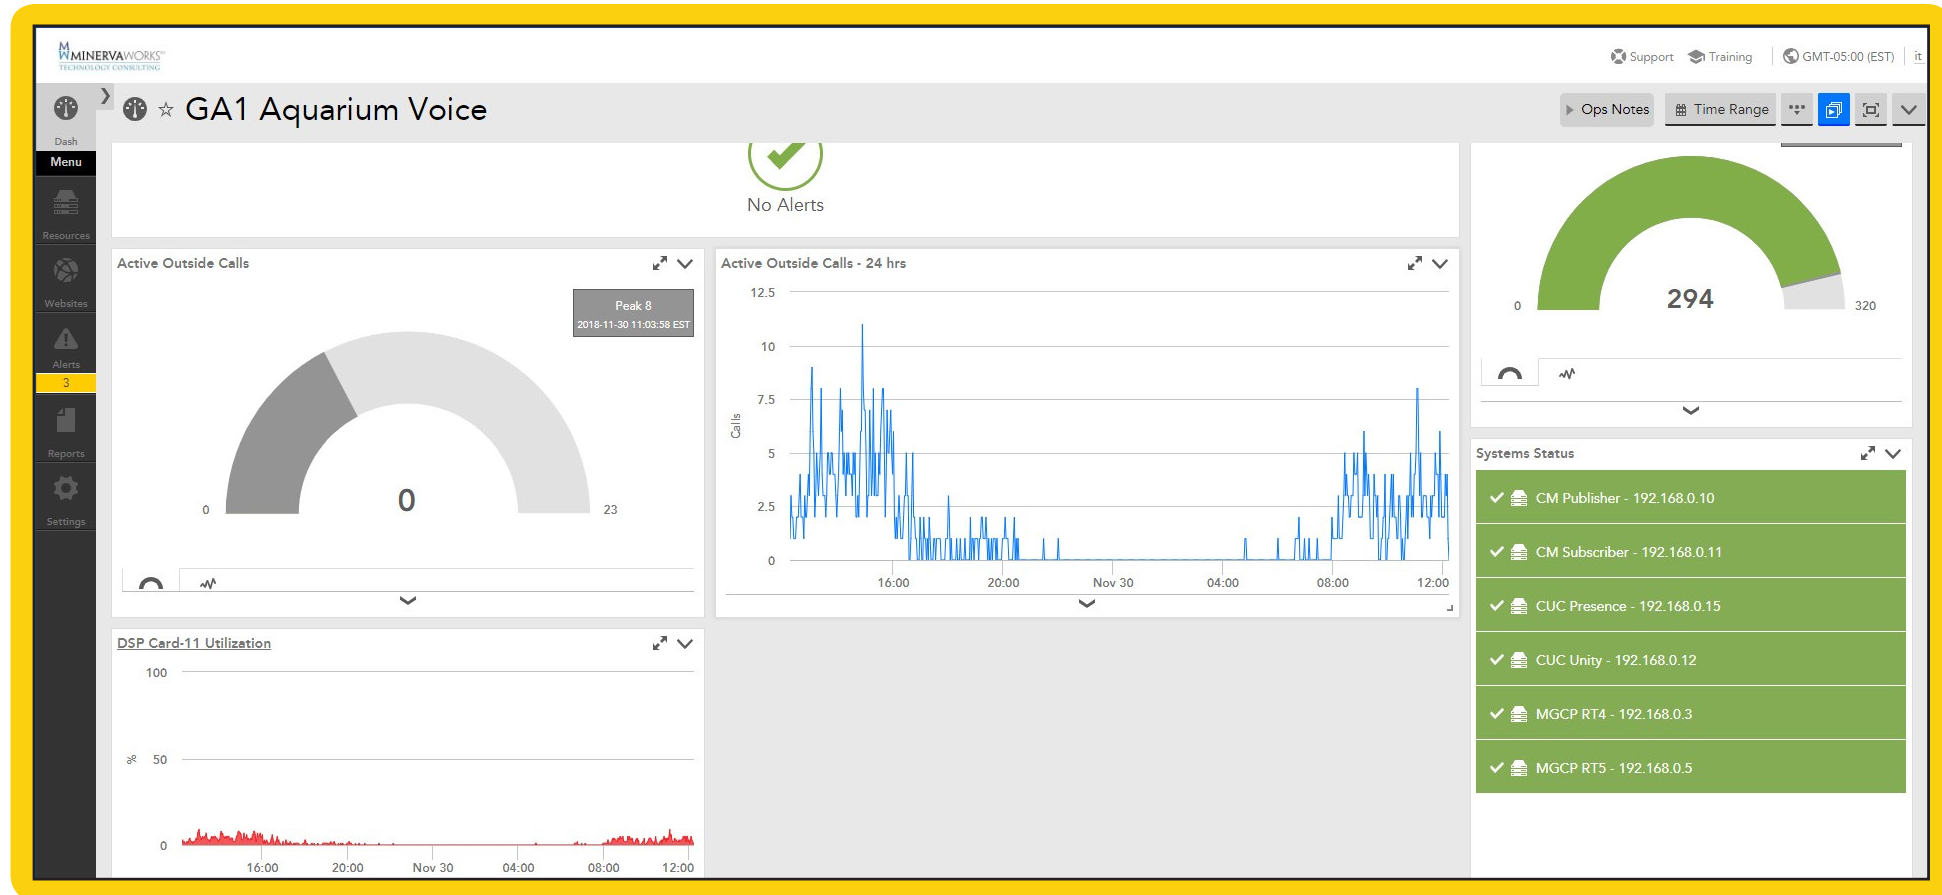 MW MINERVAWORKS
TECHNOLOGY CONSULTING
Support
Training
GMT-05:00 (EST)
it
Dash
Menu
Resources
Websites
Alerts
3
Reports
Settings
GA1 Aquarium Voice
Ops Notes
Time Range
No Alerts
Active Outside Calls
Peak 8
2018-11-30 11:03:58 EST
0
0
23
Active Outside Calls - 24 hrs
Calls
12.5
10
7.5
5
2.5
0
16:00 20:00 Nov 30 04:00 08:00 12:00
0
294
320
Systems Status
CM Publisher - 192.168.0.10
CM Subscriber - 192.168.0.11
CUC Presence - 192.168.0.15
CUC Unity - 192.168.0.12
MGCP RT4 - 192.168.0.3
MGCP RT5 - 192.168.0.5
DSP Card-11 Utilization
%
100
50
0
16:00 20:00 Nov 30 04:00 08:00 12:00